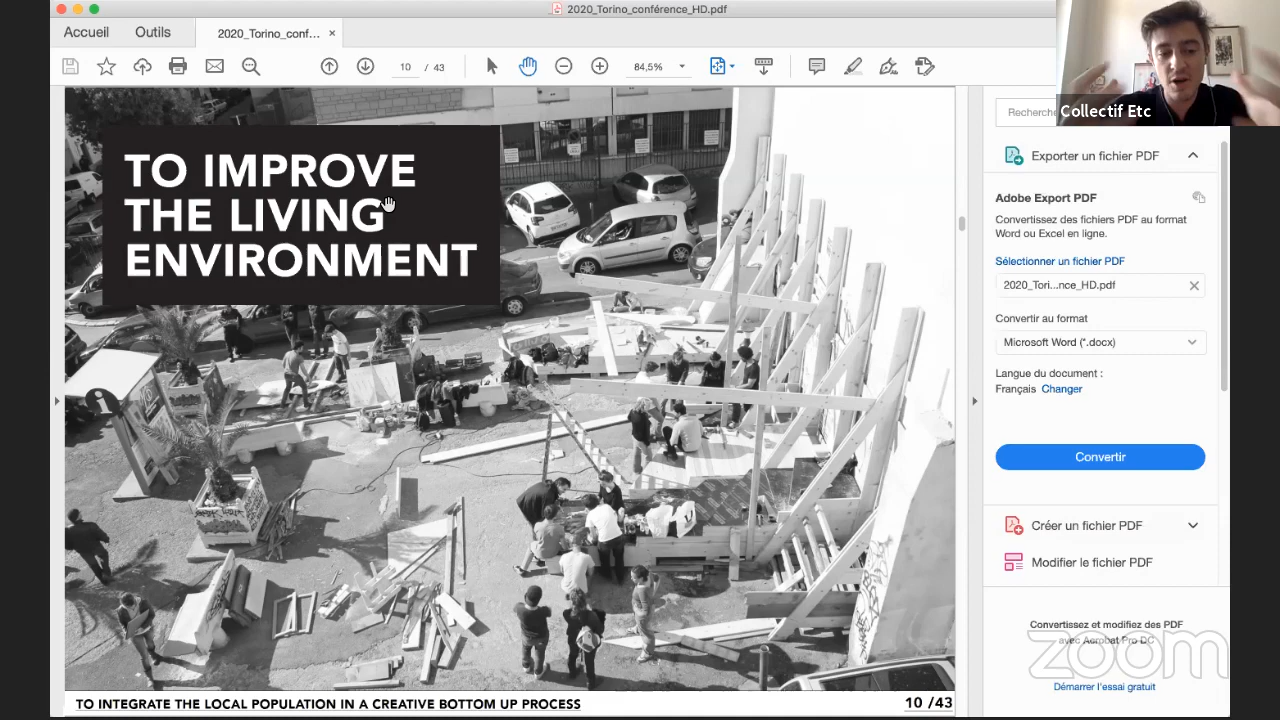 2020_Torino_conférence_HD.pdf
Accueil
Outils
2020_Torino_conf... ×
10 / 43
84,5%
Recherche
Collectif Etc
TO IMPROVE
THE LIVING
ENVIRONMENT
Exporter un fichier PDF
Adobe Export PDF
Convertissez des fichiers PDF au format
Word ou Excel en ligne.
Sélectionner un fichier PDF
2020_Tori...nce_HD.pdf
Convertir au format
Microsoft Word (*.docx)
Langue du document :
Français Changer
Convertir
Créer un fichier PDF
Modifier le fichier PDF
Convertissez et modifiez des PDF
avec Acrobat Pro DC
zoom
Démarrer l'essai gratuit
TO INTEGRATE THE LOCAL POPULATION IN A CREATIVE BOTTOM UP PROCESS
10 /43